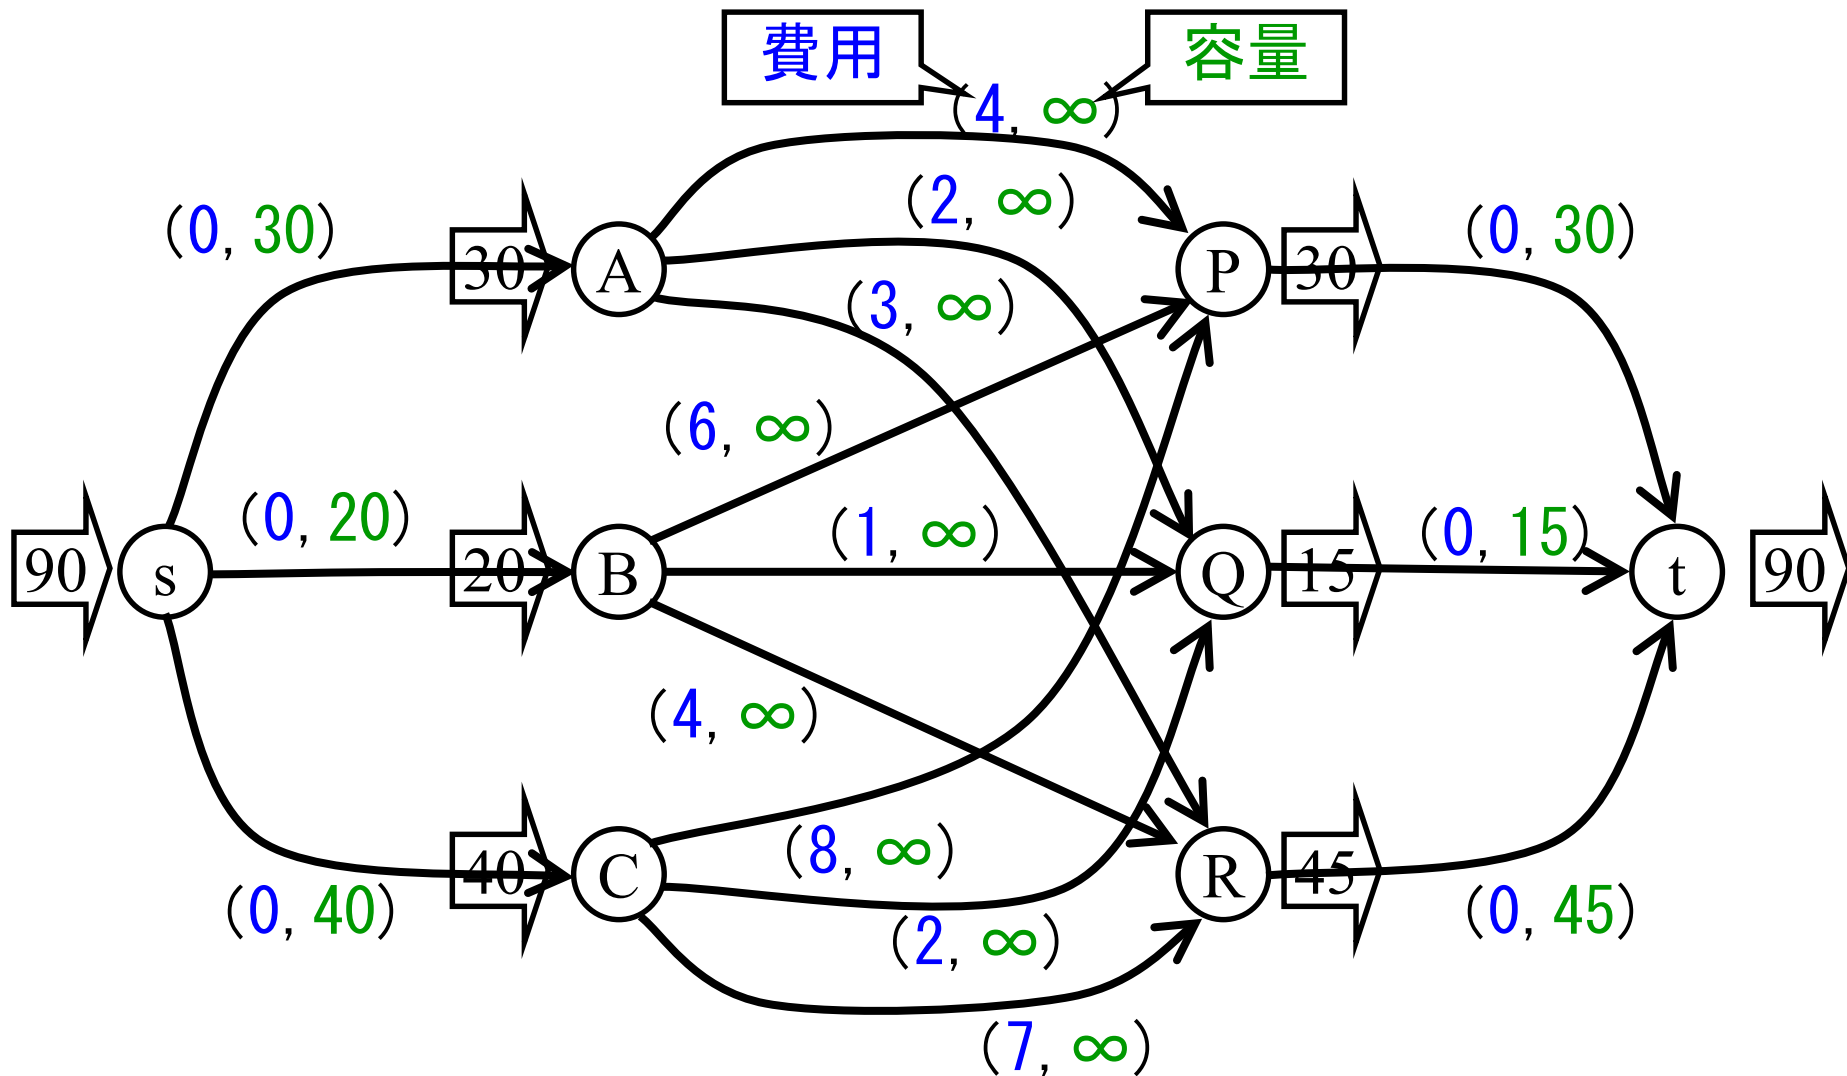 費用
容量
(4, ∞)
(2, ∞)
(0, 30)
(0, 30)
30
A
P
30
(3, ∞)
(6, ∞)
(0, 20)
(1, ∞)
(0, 15)
90
s
20
B
Q
15
t
90
(4, ∞)
(8, ∞)
40
C
R
45
(0, 40)
(2, ∞)
(0, 45)
(7, ∞)